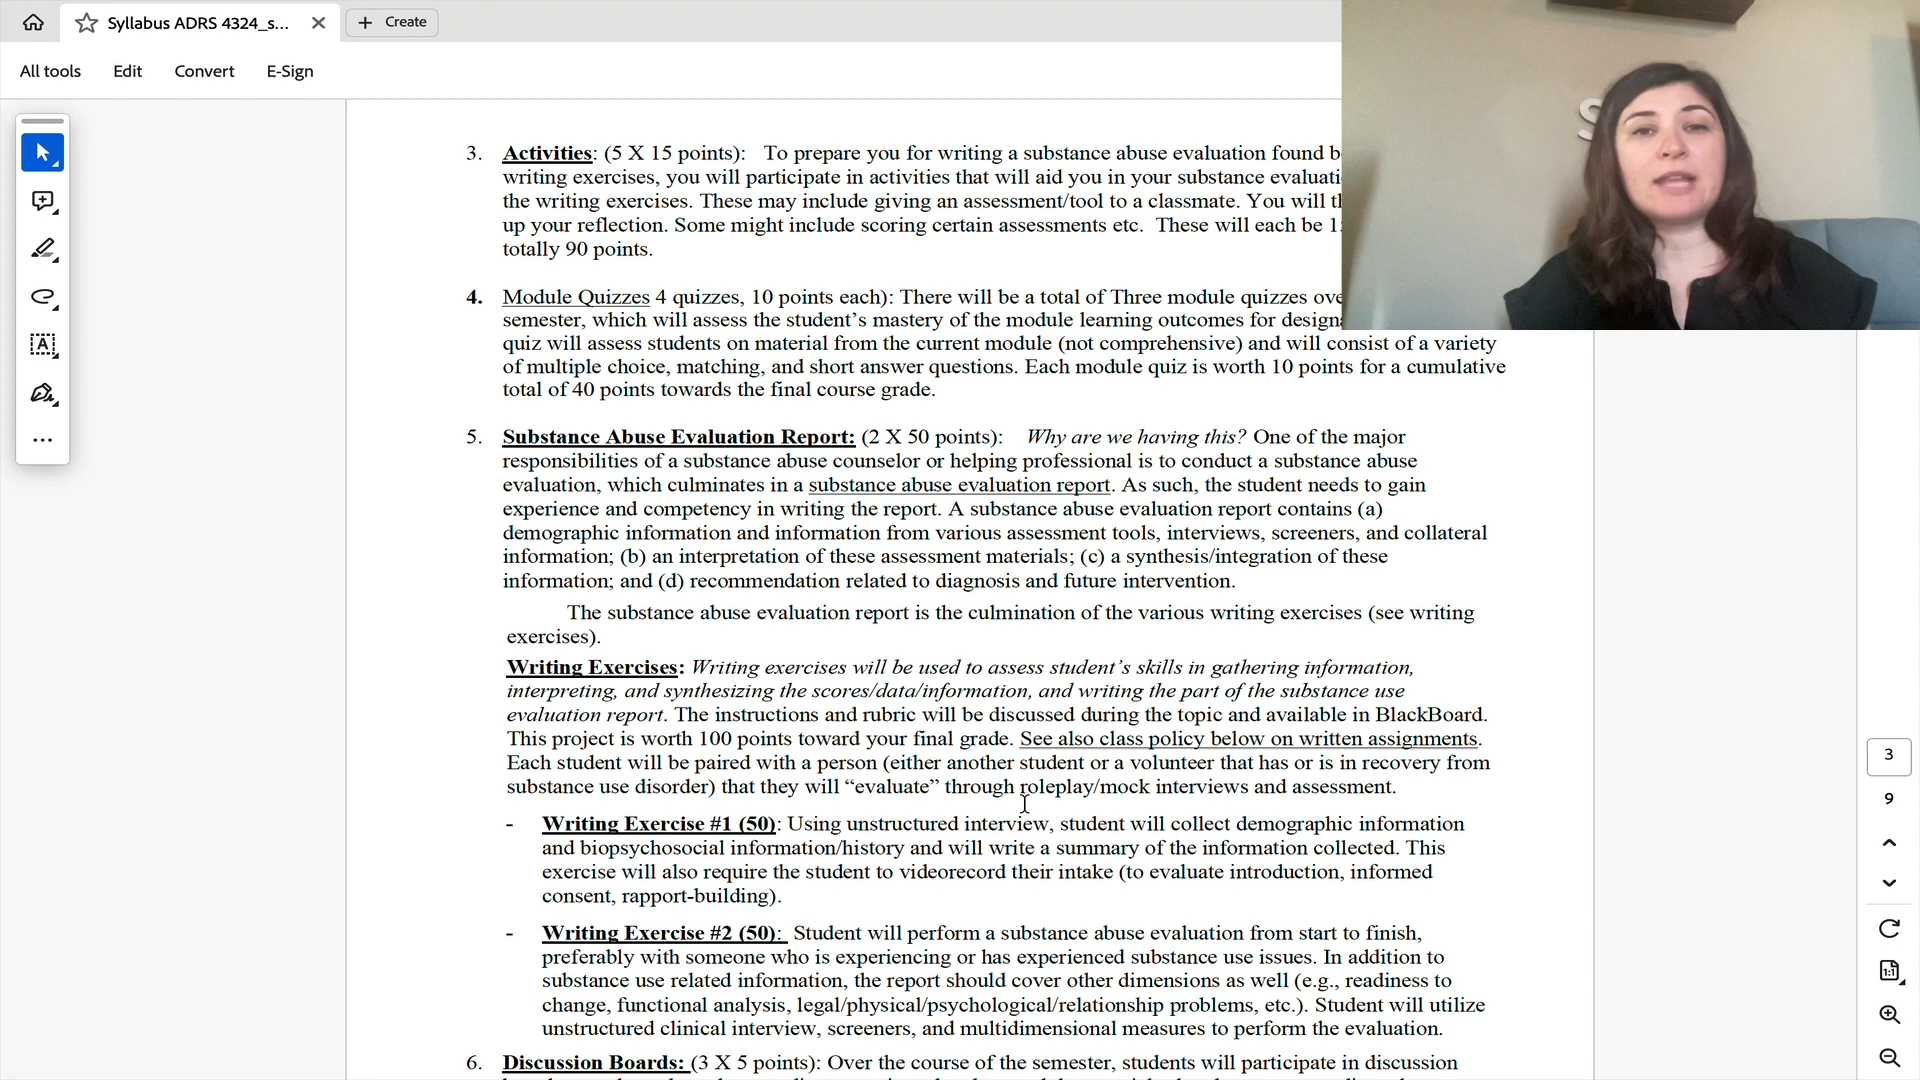 Syllabus ADRS 4324_s...
Create
All tools
Edit
Convert
E-Sign
3. Activities: (5 X 15 points): To prepare you for writing a substance abuse evaluation found b
writing exercises, you will participate in activities that will aid you in your substance evaluati
the writing exercises. These may include giving an assessment/tool to a classmate. You will th
up your reflection. Some might include scoring certain assessments etc. These will each be 1
totally 90 points.
4. Module Quizzes 4 quizzes, 10 points each): There will be a total of Three module quizzes ove
semester, which will assess the student’s mastery of the module learning outcomes for design
quiz will assess students on material from the current module (not comprehensive) and will consist of a variety
of multiple choice, matching, and short answer questions. Each module quiz is worth 10 points for a cumulative
total of 40 points towards the final course grade.
5. Substance Abuse Evaluation Report: (2 X 50 points): Why are we having this? One of the major
responsibilities of a substance abuse counselor or helping professional is to conduct a substance abuse
evaluation, which culminates in a substance abuse evaluation report. As such, the student needs to gain
experience and competency in writing the report. A substance abuse evaluation report contains (a)
demographic information and information from various assessment tools, interviews, screeners, and collateral
information; (b) an interpretation of these assessment materials; (c) a synthesis/integration of these
information; and (d) recommendation related to diagnosis and future intervention.
The substance abuse evaluation report is the culmination of the various writing exercises (see writing
exercises).
Writing Exercises: Writing exercises will be used to assess student’s skills in gathering information,
interpreting, and synthesizing the scores/data/information, and writing the part of the substance use
evaluation report. The instructions and rubric will be discussed during the topic and available in BlackBoard.
This project is worth 100 points toward your final grade. See also class policy below on written assignments.
Each student will be paired with a person (either another student or a volunteer that has or is in recovery from
substance use disorder) that they will “evaluate” through roleplay/mock interviews and assessment.
- Writing Exercise #1 (50): Using unstructured interview, student will collect demographic information
and biopsychosocial information/history and will write a summary of the information collected. This
exercise will also require the student to videorecord their intake (to evaluate introduction, informed
consent, rapport-building).
- Writing Exercise #2 (50): Student will perform a substance abuse evaluation from start to finish,
preferably with someone who is experiencing or has experienced substance use issues. In addition to
substance use related information, the report should cover other dimensions as well (e.g., readiness to
change, functional analysis, legal/physical/psychological/relationship problems, etc.). Student will utilize
unstructured clinical interview, screeners, and multidimensional measures to perform the evaluation.
6. Discussion Boards: (3 X 5 points): Over the course of the semester, students will participate in discussion
3
9
S